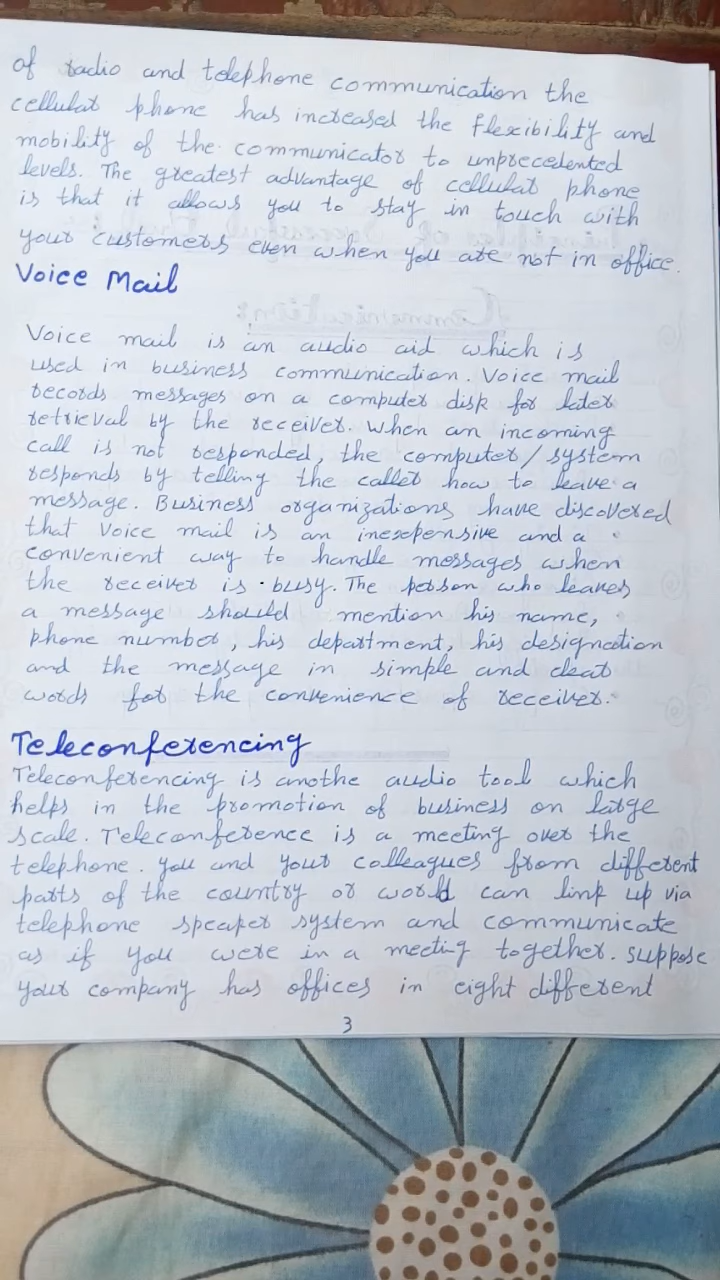 of radio and telephone communication the
cellular phone has increased the flexibility and
mobility of the communicator to unprecedented
levels. The greatest advantage of cellular phone
is that it allows you to stay in touch with
your customers even when you are not in office.
Voice Mail
Voice mail is an audio aid which is
used in business communication. Voice mail
records messages on a computer disk for later
retrieval by the receiver. When an incoming
call is not responded, the computer/system
responds by telling the caller how to leave a
message. Business organizations have discovered
that voice mail is an inexepensive and a
convenient way to handle messages when
the receiver is busy. The person who leaves
a message should mention his name,
phone number, his department, his designation
and the message in simple and clear
words for the convenience of receiver.
Teleconferencing
Teleconferencing is anothe audio tool which
helps in the promotion of business on large
scale. Teleconference is a meeting over the
telephone. you and your colleagues from different
parts of the country or world can link up via
telephone speaper system and communicate
as if you were in a meeting together. suppose
your company has offices in eight different
3